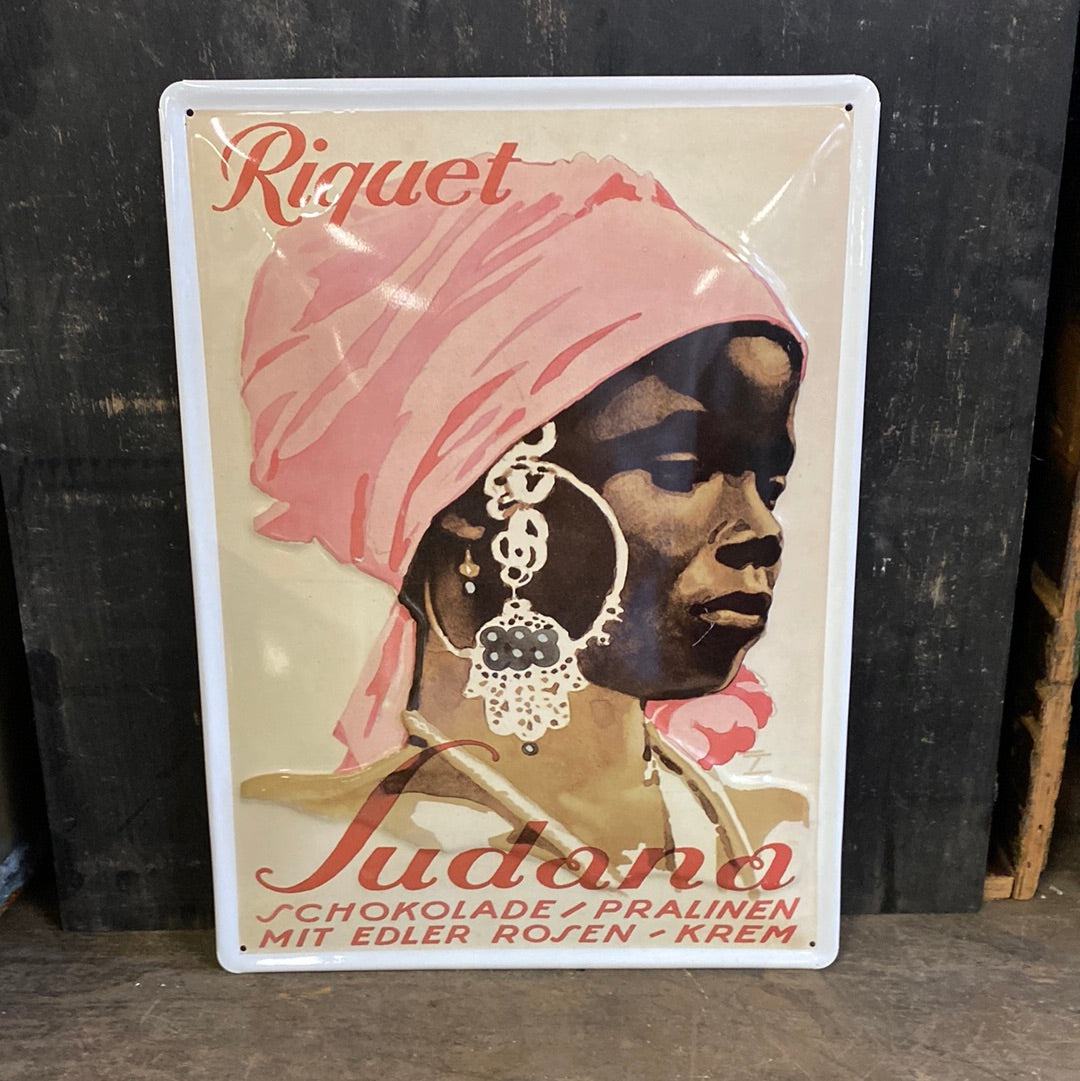 Riquet
Sudana
SCHOKOLADE / PRALINEN
MIT EDLER ROSEN - KREM